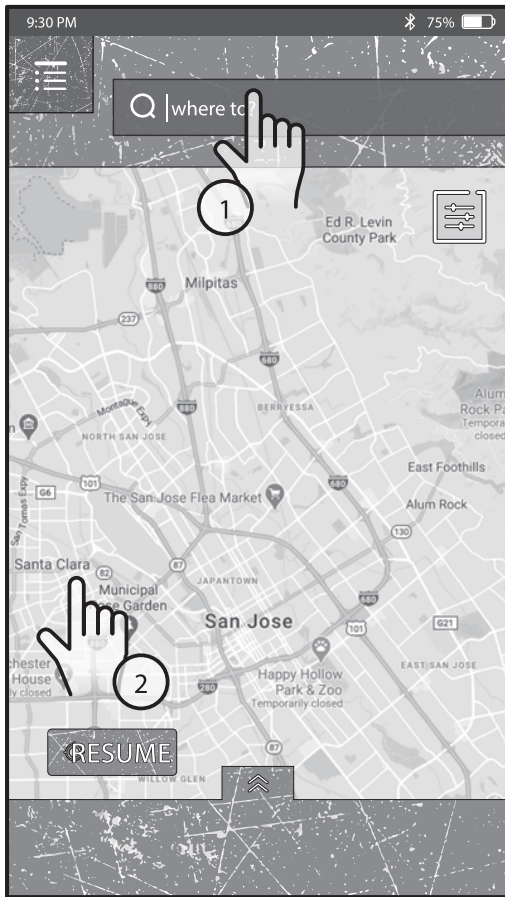 9:30 PM
75%
where to?
1
Ed R. Levin
County Park
880
Milpitas
237
680
Montague Expy
880
BERRYESSA
Alum
Rock Pa
Tempora
closed
NORTH SAN JOSE
East Foothills
101
680
G6
The San Jose Flea Market
Alum Rock
San Tomas Expy
130
Santa Clara
82
87
JAPANTOWN
Municipal
ose Garden
680
San Jose
101
G21
chester
House
ly closed
2
280
Happy Hollow
Park & Zoo
Temporarily closed
EAST SAN JOSE
87
RESUME
WILLOW GLEN